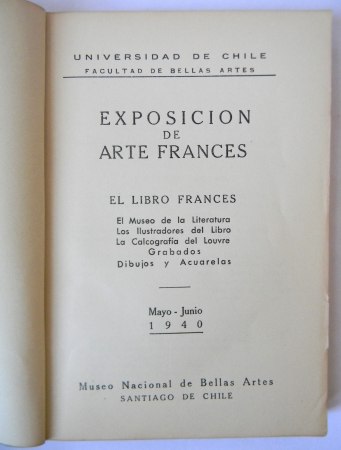 UNIVERSIDAD DE CHILE
FACULTAD DE BELLAS ARTES
EXPOSICION
DE
ARTE FRANCES
EL LIBRO FRANCES
El Museo de la Literatura
Los Ilustradores del Libro
La Calcografía del Louvre
Grabados
Dibujos y Acuarelas
Mayo - Junio
1940
Museo Nacional de Bellas Artes
SANTIAGO DE CHILE